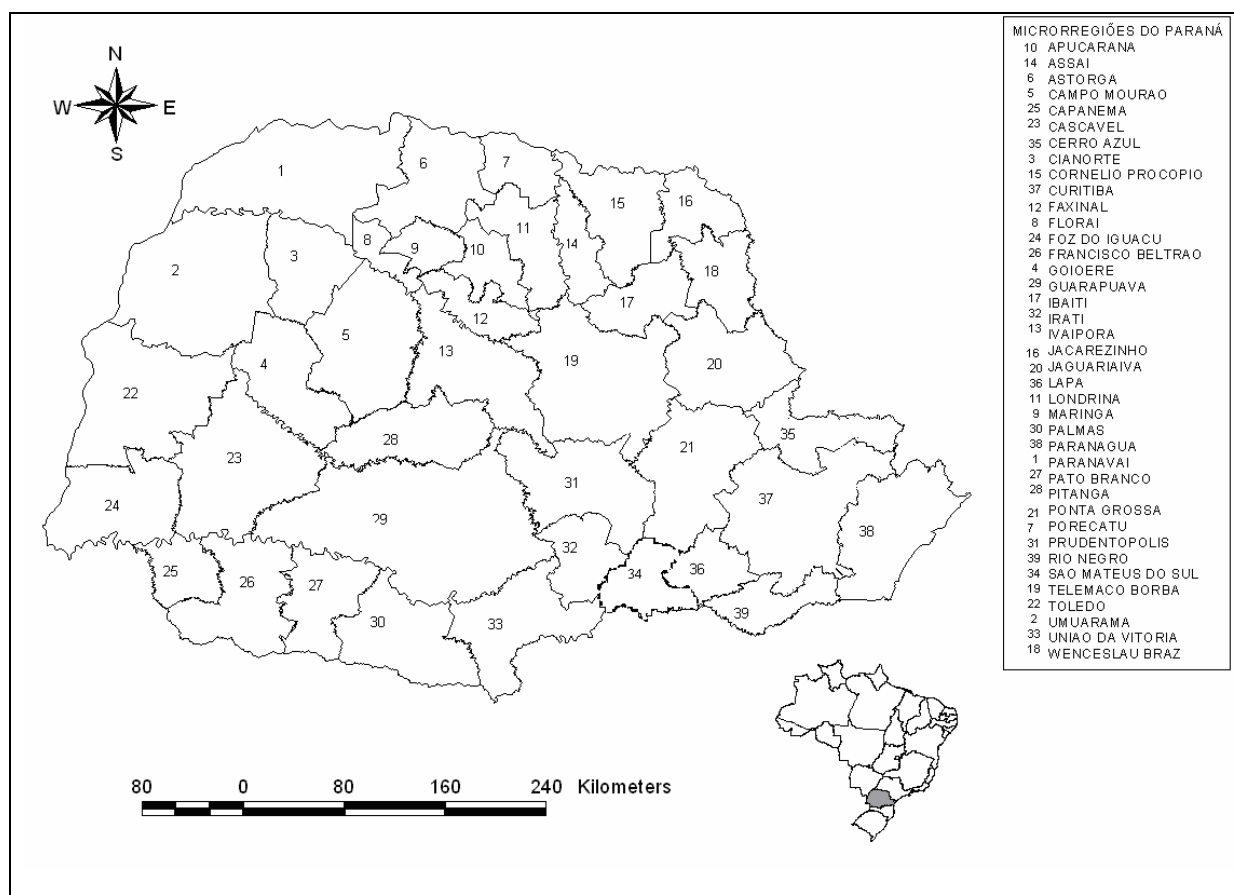 N
W E
S
MICRORREGIÕES DO PARANÁ
10 APUCARANA
14 ASSAI
6 ASTORGA
5 CAMPO MOURAO
25 CAPANEMA
23 CASCAVEL
35 CERRO AZUL
3 CIANORTE
15 CORNELIO PROCOPIO
37 CURITIBA
12 FAXINAL
8 FLORAI
24 FOZ DO IGUACU
26 FRANCISCO BELTRAO
4 GOIOERE
29 GUARAPUAVA
17 IBAITI
32 IRATI
13 IVAIPORA
16 JACAREZINHO
20 JAGUARIAIVA
36 LAPA
11 LONDRINA
9 MARINGA
30 PALMAS
38 PARANAGUA
1 PARANAVAI
27 PATO BRANCO
28 PITANGA
21 PONTA GROSSA
7 PORECATU
31 PRUDENTOPOLIS
39 RIO NEGRO
34 SAO MATEUS DO SUL
19 TELEMACO BORBA
22 TOLEDO
2 UMUARAMA
33 UNIAO DA VITORIA
18 WENCESLAU BRAZ
1
6
7
15
16
8
9
10
11
14
2
3
18
17
12
5
13
19
4
20
22
28
35
21
23
31
24
37
29
38
32
25
26
27
34
36
39
30
33
80 0 80 160 240 Kilometers